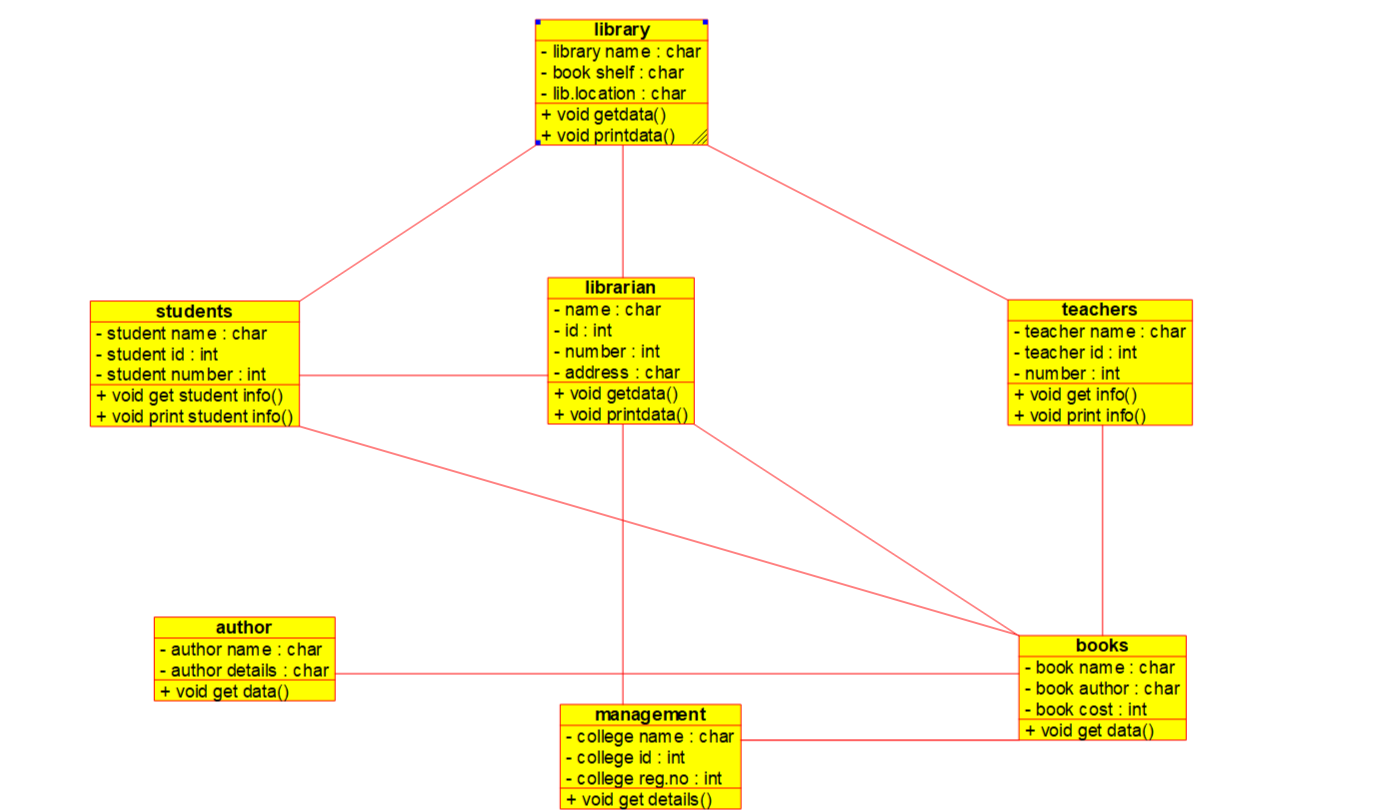 library
- library name : char
- book shelf : char
- lib.location : char
+ void getdata()
+ void printdata()
students
- student name : char
- student id : int
- student number : int
+ void get student info()
+ void print student info()
librarian
- name : char
- id : int
- number : int
- address : char
+ void getdata()
+ void printdata()
teachers
- teacher name : char
- teacher id : int
- number : int
+ void get info()
+ void print info()
author
- author name : char
- author details : char
+ void get data()
books
- book name : char
- book author : char
- book cost : int
+ void get data()
management
- college name : char
- college id : int
- college reg.no : int
+ void get details()